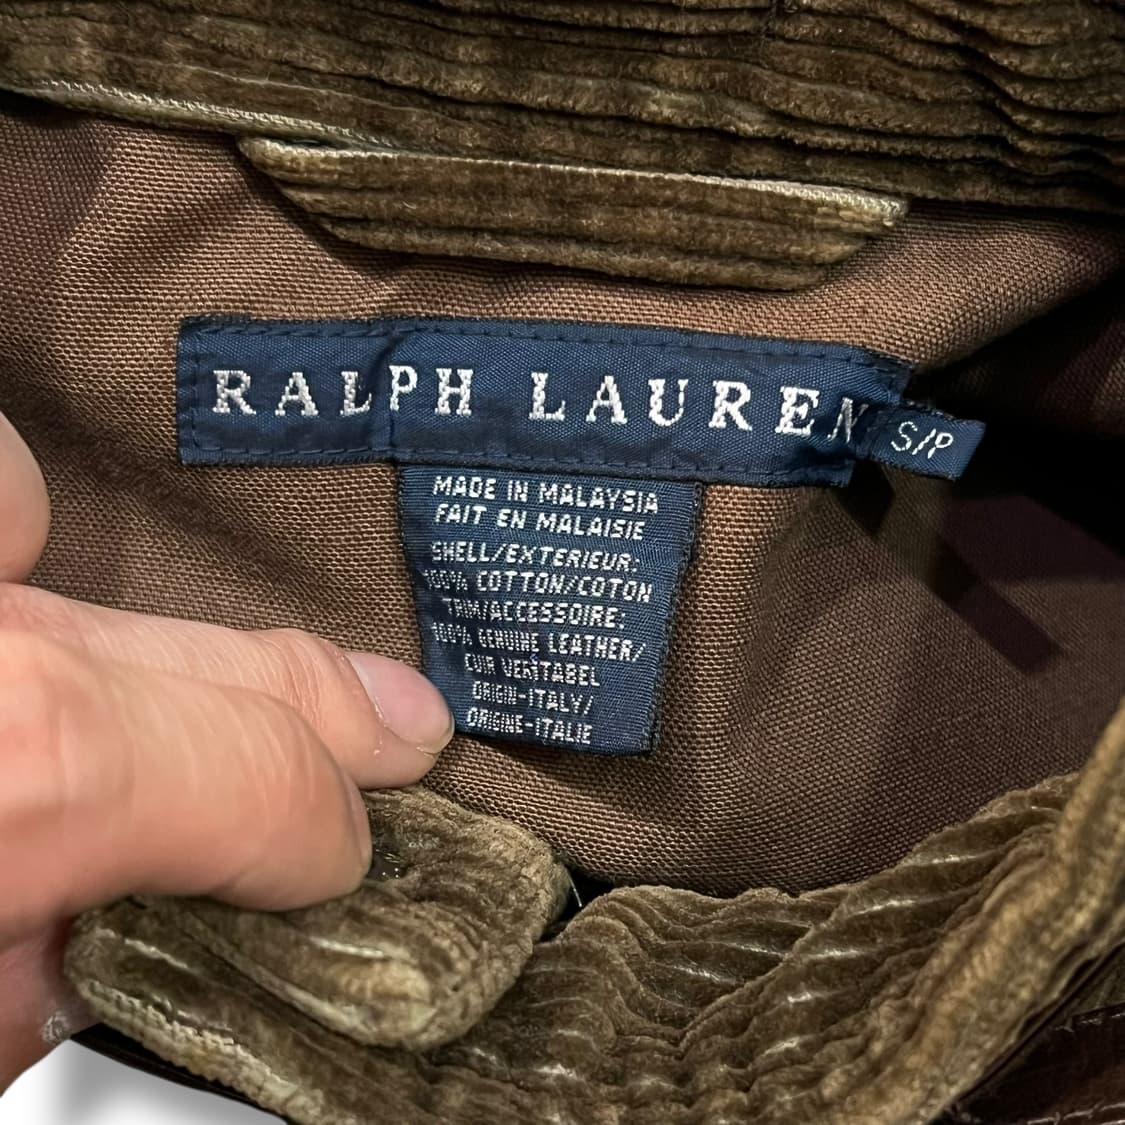 RALPH LAUREN
S/P
MADE IN MALAYSIA
FAIT EN MALAISIE
SHELL/EXTERIEUR:
100% COTTON/COTON
TRIM/ACCESSOIRE:
100% GENUINE LEATHER/
CUIR VERITABEL
ORIGIN-ITALY/
ORIGINE-ITALIE